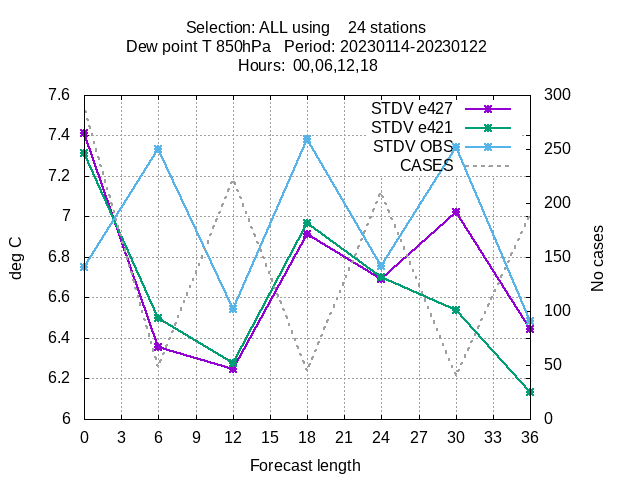 Selection: ALL using 24 stations
Dew point T 850hPa Period: 20230114-20230122
Hours: 00,06,12,18
STDV e427
STDV e421
STDV OBS
CASES
7.6
7.4
7.2
7
6.8
6.6
6.4
6.2
6
deg C
300
250
200
150
100
50
0
No cases
0 3 6 9 12 15 18 21 24 27 30 33 36
Forecast length